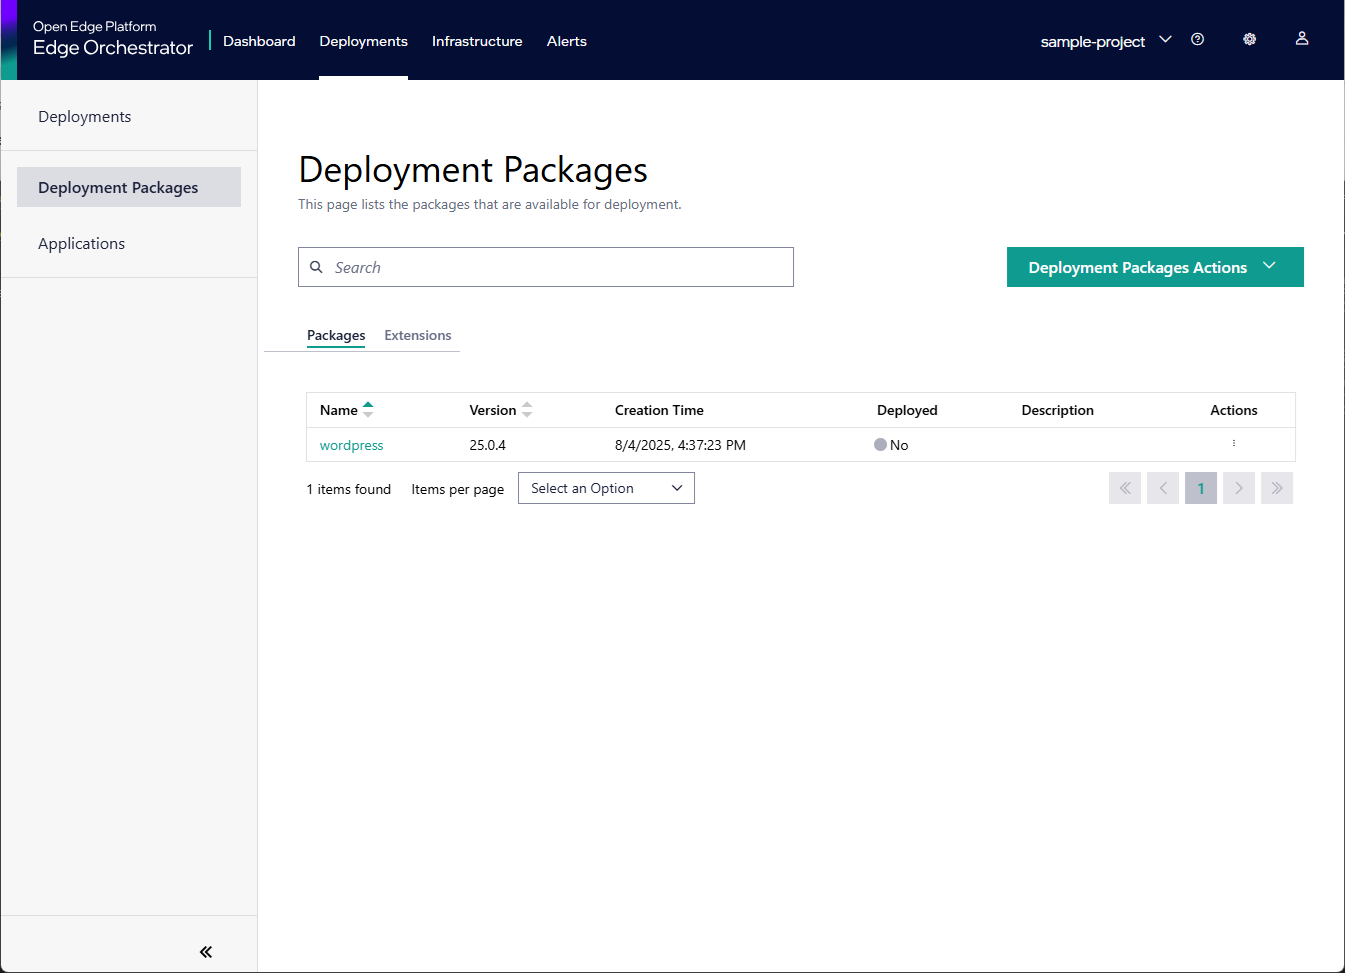 Open Edge Platform
Edge Orchestrator
Dashboard Deployments Infrastructure Alerts sample-project
Deployments
Deployment Packages
Applications
Deployment Packages
This page lists the packages that are available for deployment.
Search
Deployment Packages Actions
Packages Extensions
Name Version Creation Time Deployed Description Actions
wordpress 25.0.4 8/4/2025, 4:37:23 PM No
1 items found Items per page Select an Option 1